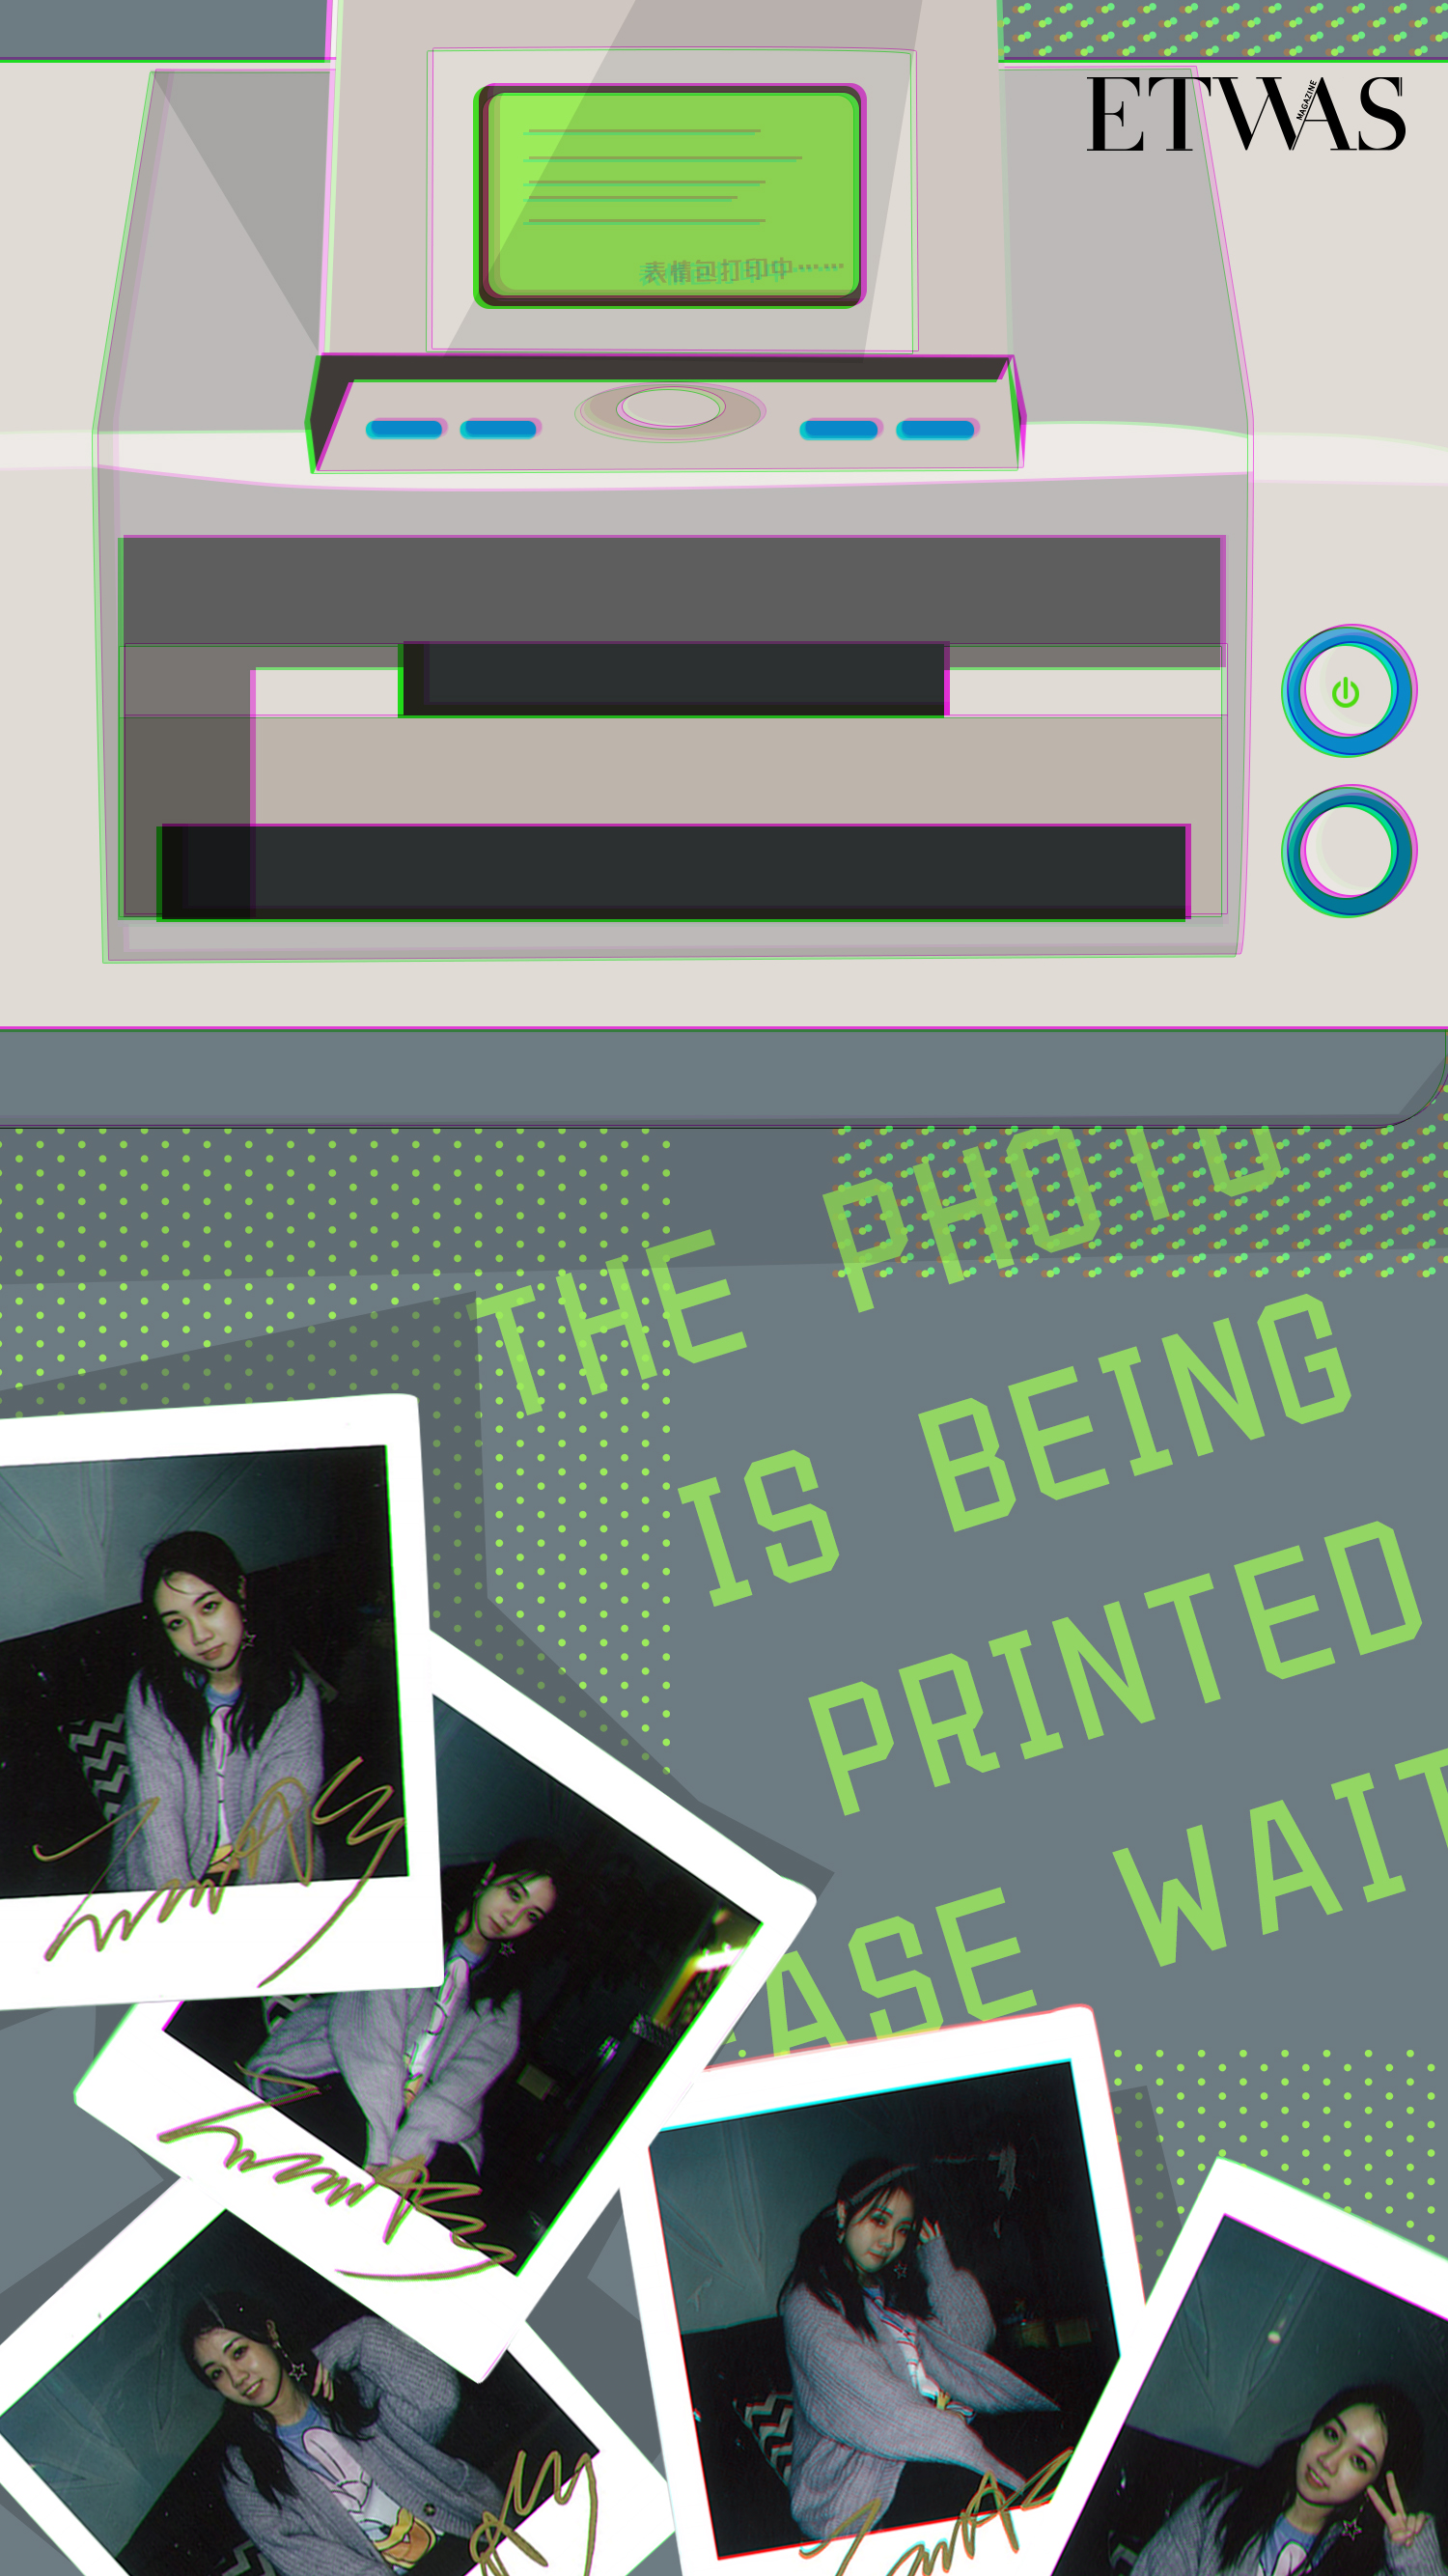 ETWAS
MAGAZINE
表情包打印中……
THE PHOTO
IS BEING
PRINTED
ASE WAIT